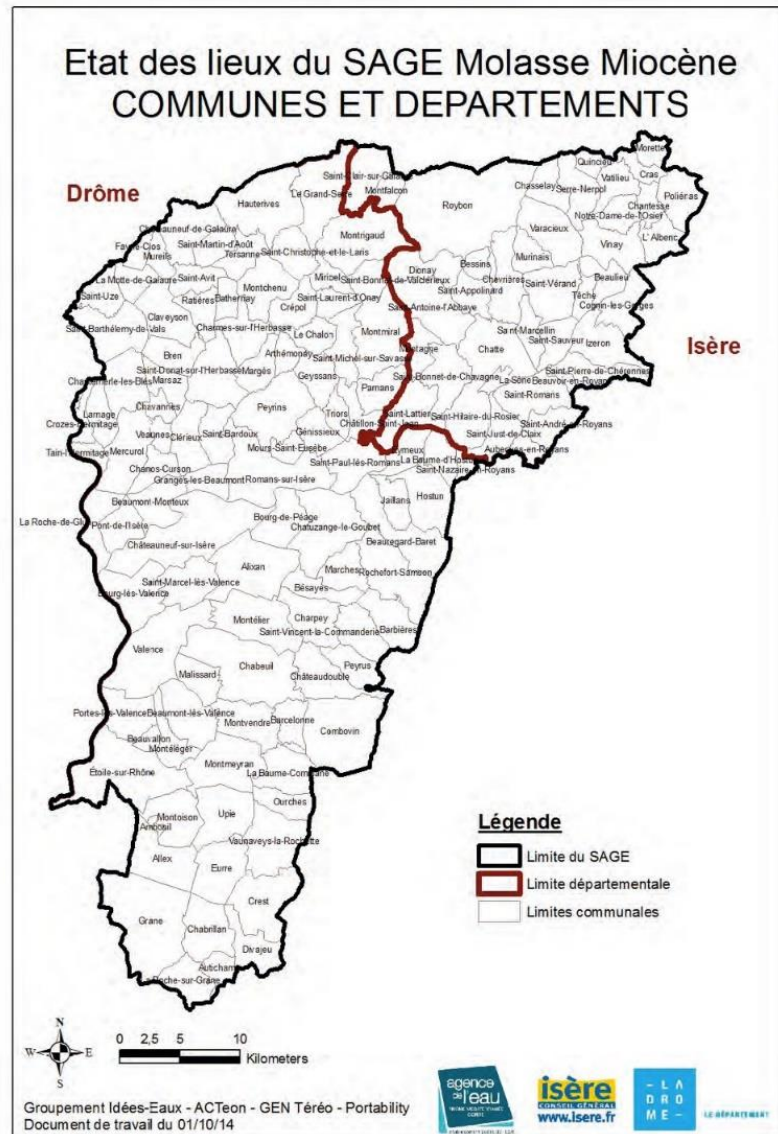 Etat des lieux du SAGE Molasse Miocène
COMMUNES ET DEPARTEMENTS
Drôme
Isère
Morette
Quincieu
Cras
Vatilieu
Poliénas
Chasselay
Serre-Nerpol
Chantesse
Notre-Dame-de-l'Osier
L' Albenc
Montfalcon
Roybon
Le Grand-Serre
Hauterives
Varacieux
Vinay
Châteauneuf-de-Galaure
Montrigaud
Murinais
Saint-Martin-d'Août
Saint-Christophe-et-le-Laris
Mureils
Tersanne
Dionay
Bessins
Chevrières
Saint-Vérand
Beaulieu
La Motte-de-Galaure
Saint-Avit
Miricel
Saint-Bonnet-de-Valclérieux
Saint-Appolinard
Têche
Cognin-les-Gorges
Saint-Uze
Ratières
Bathernay
Montchenu
Saint-Laurent-d'Onay
Saint-Antoine-l'Abbaye
Crépol
Claveyson
Saint-Barthélemy-de-Vals
Charmes-sur-l'Herbasse
Le Chalon
Montmiral
Saint-Marcellin
Saint-Sauveur
Izeron
Bren
Arthémonay
Saint-Michel-sur-Savasse
Chatte
Saint-Donat-sur-l'Herbasse
Margès
Geyssans
Parnans
Saint-Bonnet-de-Chavagne
La Sône
Saint-Pierre-de-Chérennes
Beauvoir-en-Royans
Chantemerle-les-Blés
Marsaz
Saint-Romans
Larnage
Chavannes
Peyrins
Triors
Saint-Lattier
Saint-Hilaire-du-Rosier
Saint-André-en-Royans
Crozes-Hermitage
Veaunes
Clérieux
Saint-Bardoux
Génissieux
Châtillon-Saint-Jean
Saint-Just-de-Claix
Tain-l'Hermitage
Mercurol
Mours-Saint-Eusèbe
Eymeux
La Baume-d'Hostun
Auberives-en-Royans
Chanos-Curson
Saint-Paul-lès-Romans
Saint-Nazaire-en-Royans
Granges-les-Beaumont
Romans-sur-Isère
Beaumont-Monteux
Jaillans
Hostun
La Roche-de-Glun
Pont-de-l'Isère
Bourg-de-Péage
Chatuzange-le-Goubet
Châteauneuf-sur-Isère
Beauregard-Baret
Alixan
Marches
Rochefort-Samson
Saint-Marcel-lès-Valence
Bourg-lès-Valence
Bésayes
Montélier
Charpey
Saint-Vincent-la-Commanderie
Barbières
Valence
Chabeuil
Peyrus
Malissard
Châteaudouble
Portes-lès-Valence
Beaumont-lès-Valence
Montvendre
Barcelonne
Combovin
Beauvallon
Montéléger
Étoile-sur-Rhône
Montmeyran
La Baume-Cornillane
Ourches
Montoison
Upie
Ambonil
Vaunaveys-la-Rochette
Allex
Eurre
Crest
Grane
Chabrillan
Divajeu
Autichamp
La Roche-sur-Grane
Légende
Limite du SAGE
Limite départementale
Limites communales
N
W E
S
0 2,5 5 10
Kilometers
Groupement Idées-Eaux - ACTeon - GEN Téréo - Portability
Document de travail du 01/10/14
agence
de l'eau
isère
CONSEIL GÉNÉRAL
www.isere.fr
- L A
D R O
M E -
LE DÉPARTEMENT